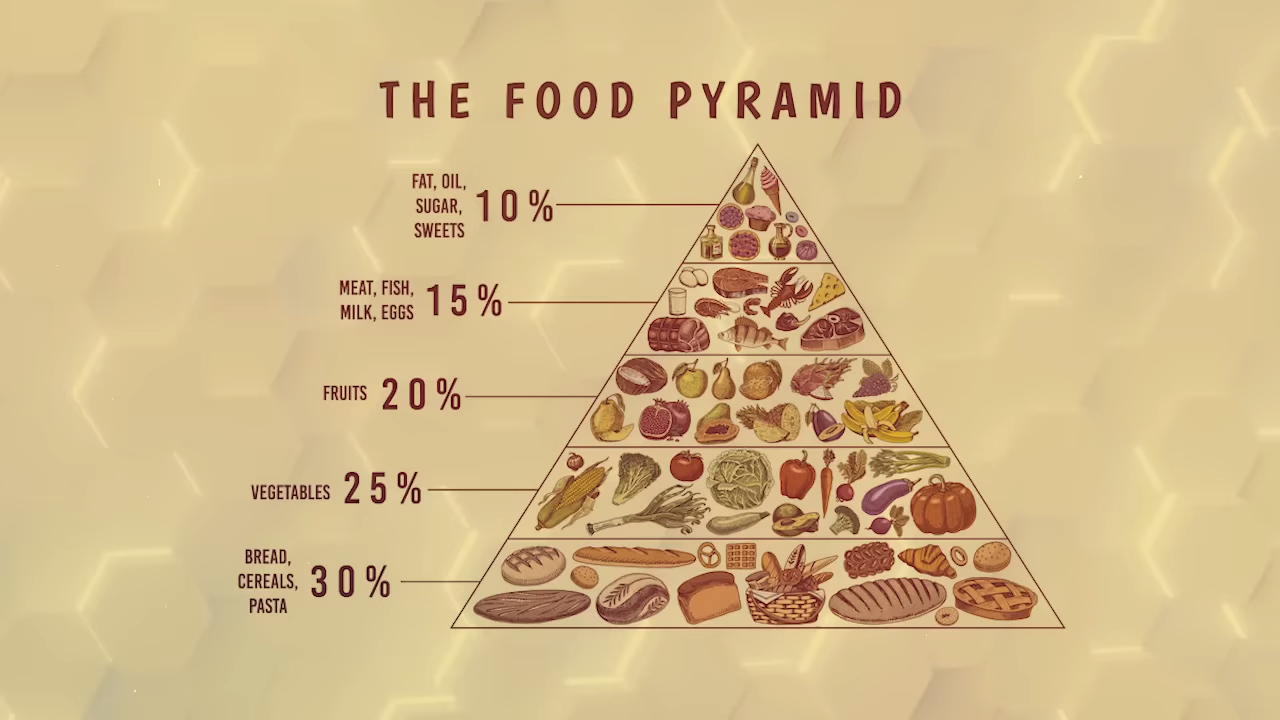 THE FOOD PYRAMID
FAT, OIL,
SUGAR,
SWEETS
10%
MEAT, FISH,
MILK, EGGS
15%
FRUITS 20%
VEGETABLES 25%
BREAD,
CEREALS,
PASTA
30%